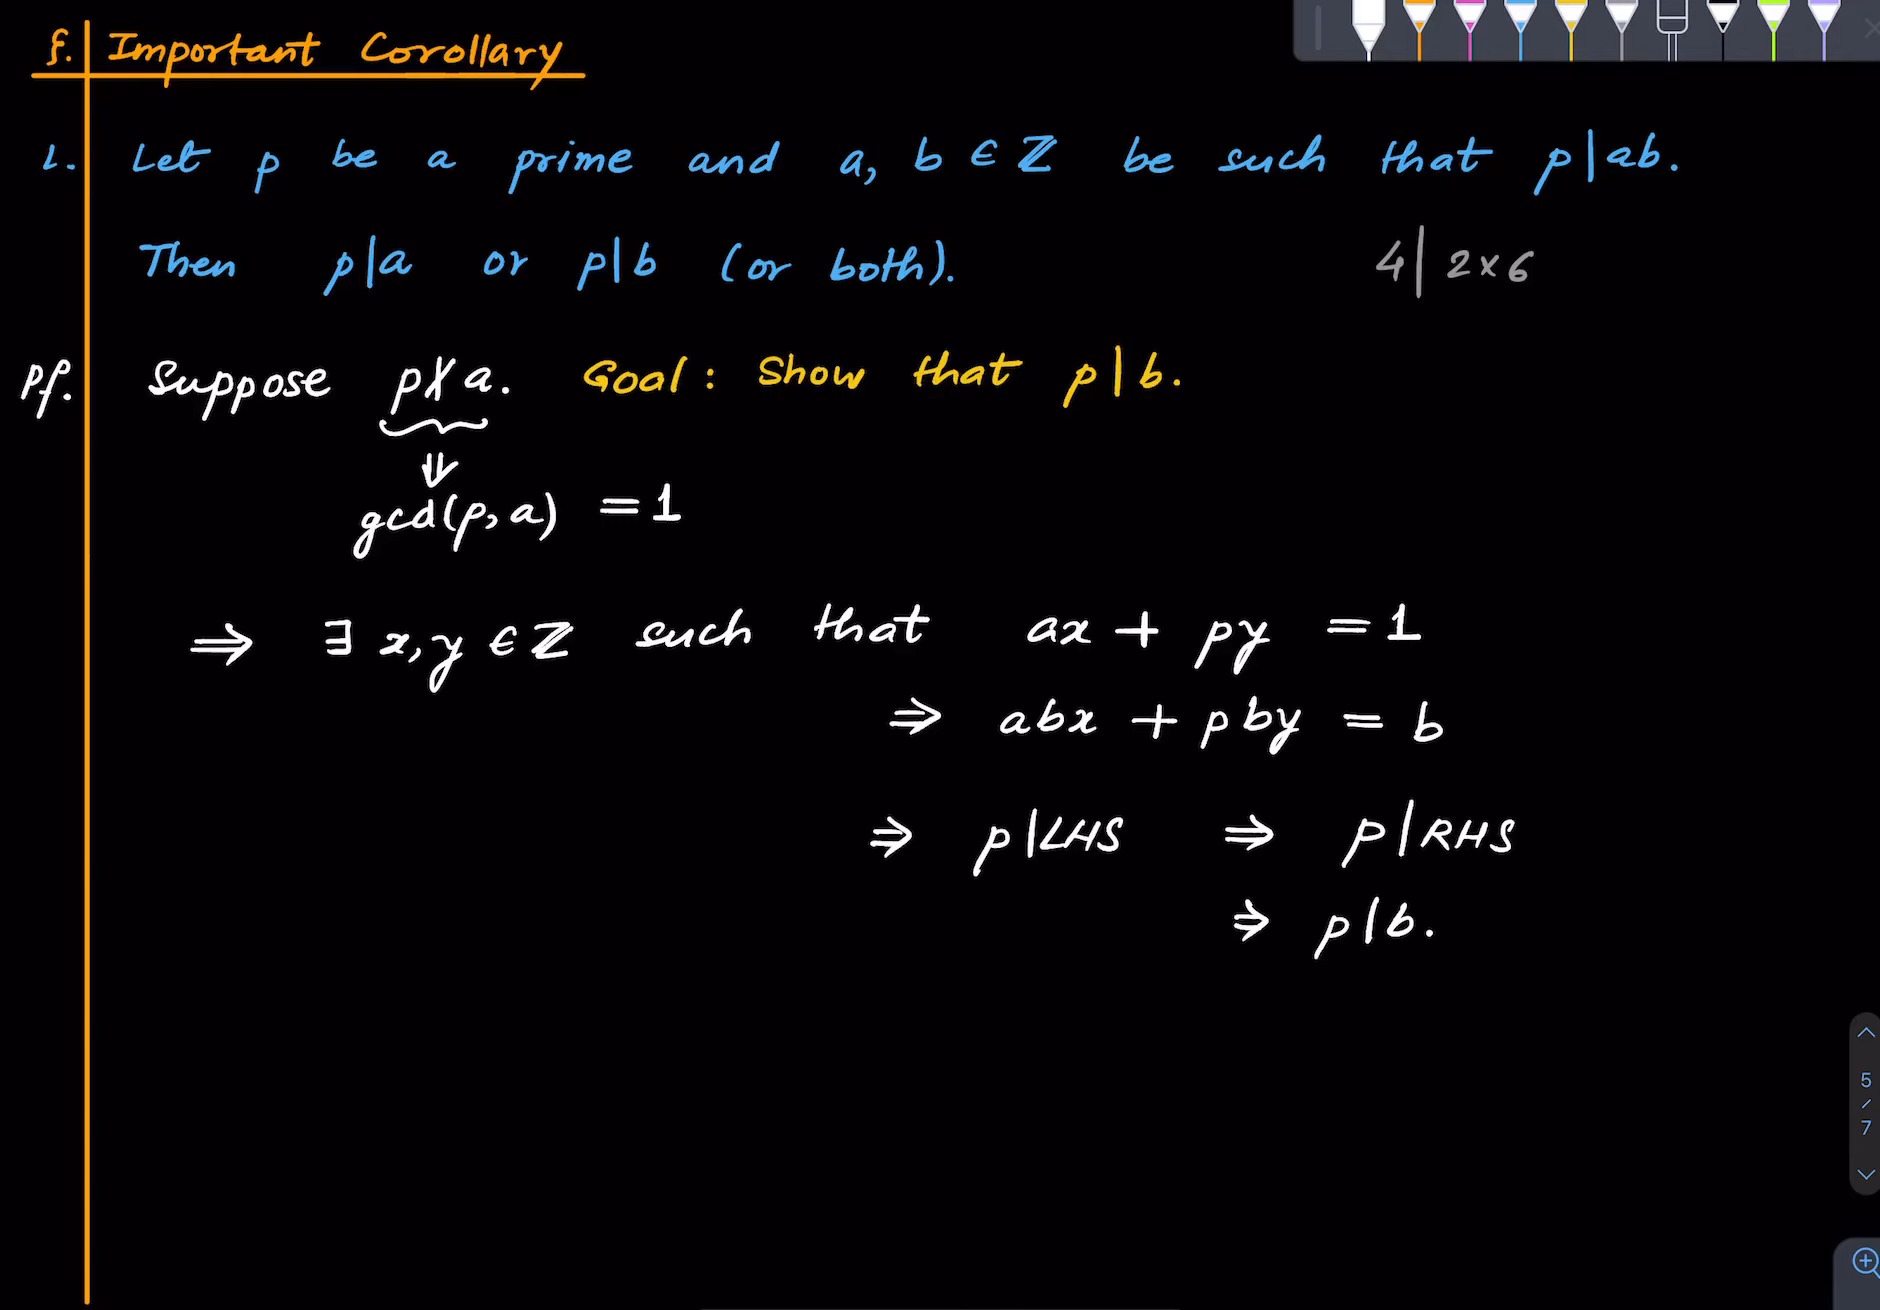 f. Important Corollary
1. Let p be a prime and a, b ∈ ℤ be such that p|ab.
Then p|a or p|b (or both).
4| 2×6
Pf. Suppose p∤a. Goal: Show that p|b.
⇓
gcd(p, a) = 1
⇒ ∃ x, y ∈ ℤ such that ax + py = 1
⇒ abx + pby = b
⇒ p|LHS ⇒ p|RHS
⇒ p|b.
5
/
7